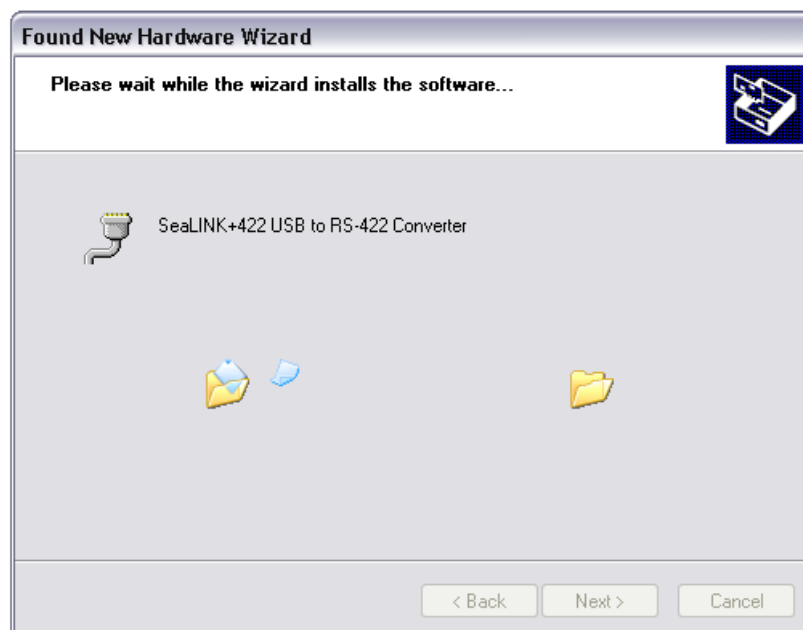 Found New Hardware Wizard
Please wait while the wizard installs the software...
SeaLINK+422 USB to RS-422 Converter
< Back
Next >
Cancel